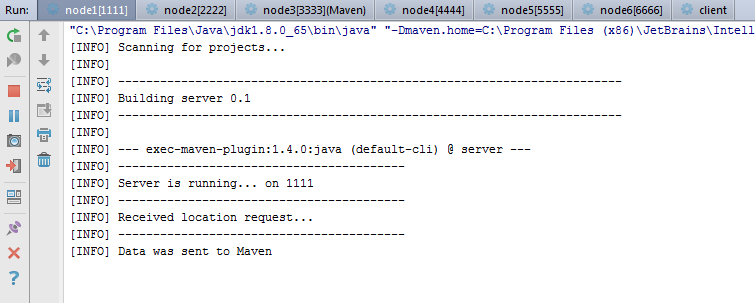 Run: node1[1111] node2[2222] node3[3333](Maven) node4[4444] node5[5555] node6[6666] client
"C:\Program Files\Java\jdk1.8.0_65\bin\java" "-Dmaven.home=C:\Program Files (x86)\JetBrains\Intell
[INFO] Scanning for projects...
[INFO]
[INFO] ------------------------------------------------------------------------
[INFO] Building server 0.1
[INFO] ------------------------------------------------------------------------
[INFO]
[INFO] --- exec-maven-plugin:1.4.0:java (default-cli) @ server ---
[INFO] -----------------------------------------
[INFO] Server is running... on 1111
[INFO] -----------------------------------------
[INFO] Received location request...
[INFO] -----------------------------------------
[INFO] Data was sent to Maven